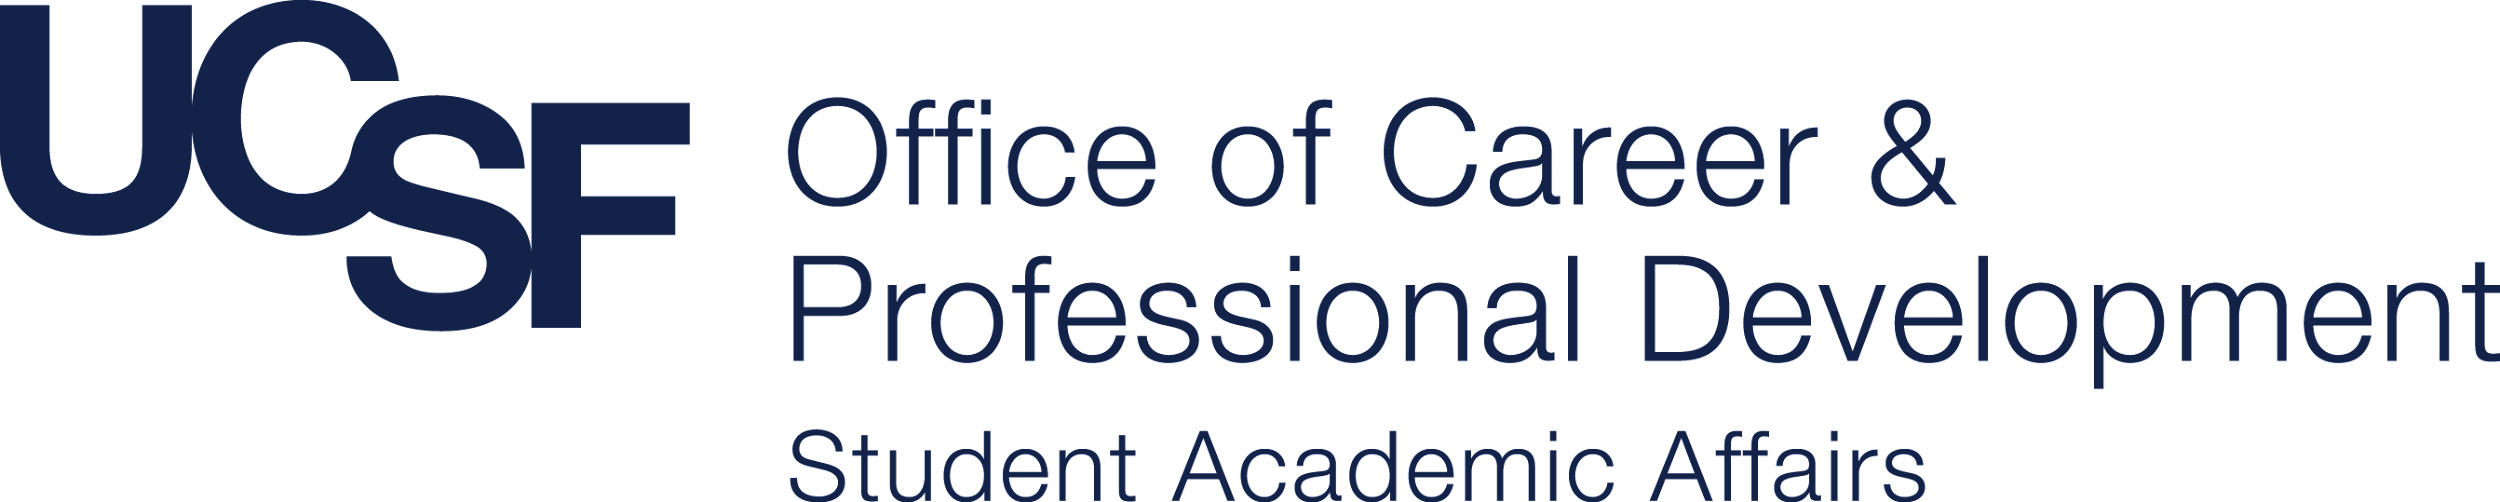 UCSF
Office of Career &
Professional Development
Student Academic Affairs